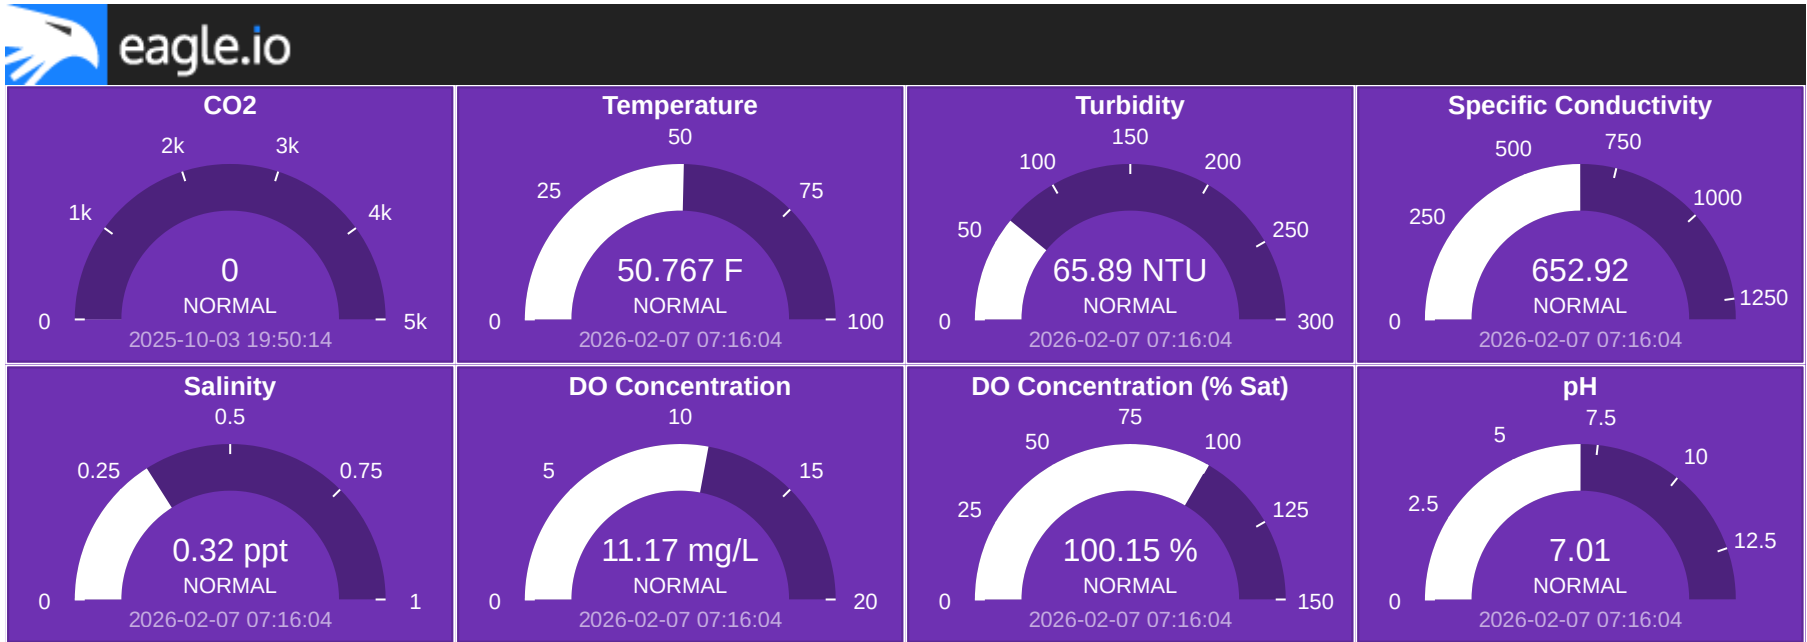 eagle.io
CO2
0
1k
2k
3k
4k
5k
0
NORMAL
2025-10-03 19:50:14
Temperature
0
25
50
75
100
50.767 F
NORMAL
2026-02-07 07:16:04
Turbidity
0
50
100
150
200
250
300
65.89 NTU
NORMAL
2026-02-07 07:16:04
Specific Conductivity
0
250
500
750
1000
1250
652.92
NORMAL
2026-02-07 07:16:04
Salinity
0
0.25
0.5
0.75
1
0.32 ppt
NORMAL
2026-02-07 07:16:04
DO Concentration
0
5
10
15
20
11.17 mg/L
NORMAL
2026-02-07 07:16:04
DO Concentration (% Sat)
0
25
50
75
100
125
150
100.15 %
NORMAL
2026-02-07 07:16:04
pH
0
2.5
5
7.5
10
12.5
7.01
NORMAL
2026-02-07 07:16:04